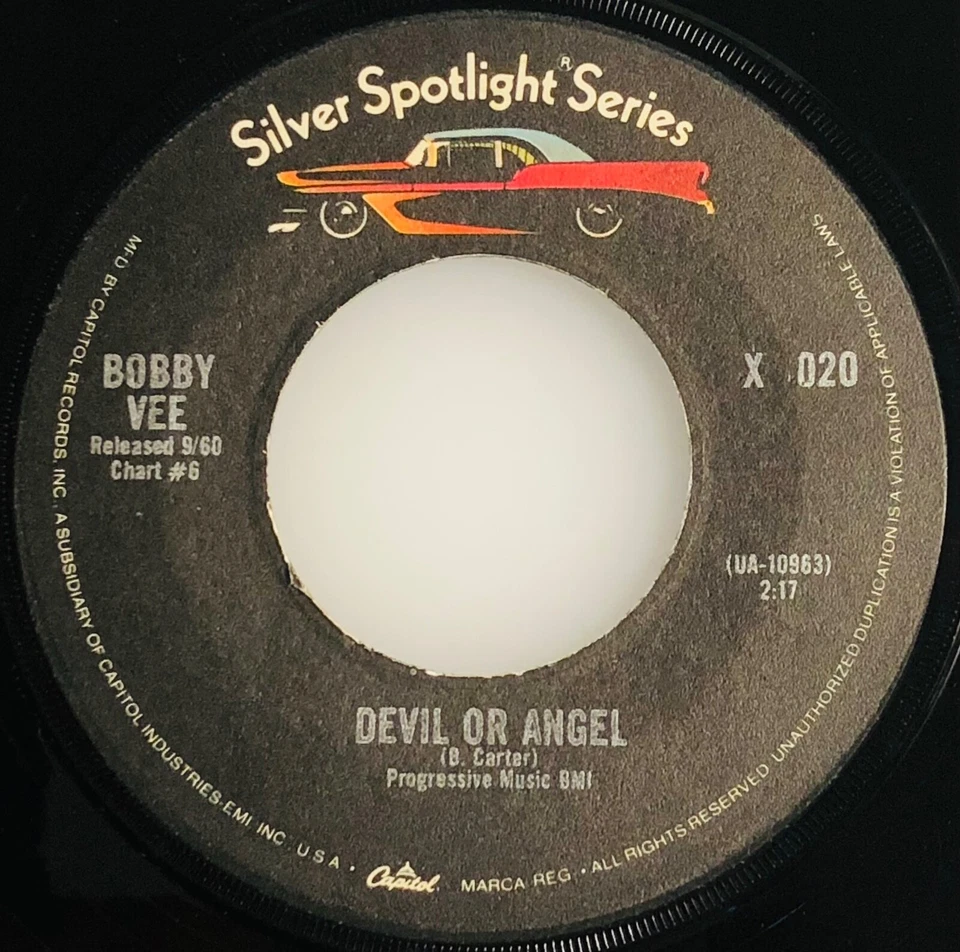 Silver Spotlight® Series
BOBBY
VEE
Released 9/60
Chart #6
X 020
(UA-10963)
2:17
DEVIL OR ANGEL
(B. Carter)
Progressive Music BMI
MFD BY CAPITOL RECORDS, INC., A SUBSIDIARY OF CAPITOL INDUSTRIES-EMI, INC. U S A •
Capitol
MARCA REG. • ALL RIGHTS RESERVED UNAUTHORIZED DUPLICATION IS A VIOLATION OF APPLICABLE LAWS